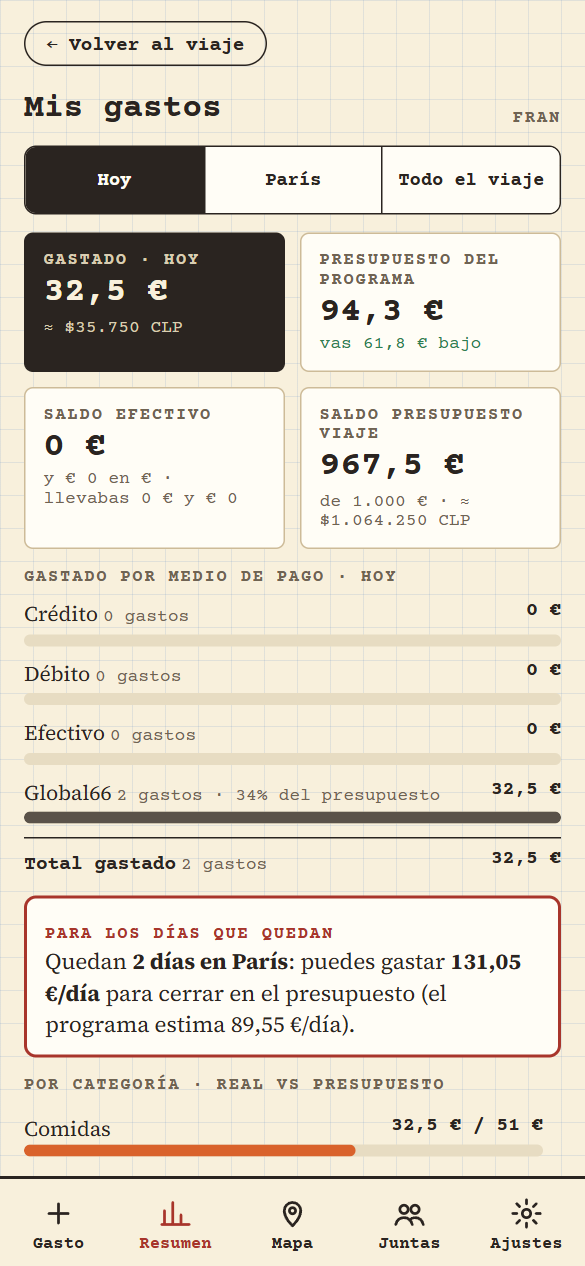 ← Volver al viaje
Mis gastos
FRAN
Hoy
París
Todo el viaje
GASTADO · HOY
32,5 €
≈ $35.750 CLP
PRESUPUESTO DEL
PROGRAMA
94,3 €
vas 61,8 € bajo
SALDO EFECTIVO
0 €
y € 0 en € ·
llevabas 0 € y € 0
SALDO PRESUPUESTO
VIAJE
967,5 €
de 1.000 € · ≈
$1.064.250 CLP
GASTADO POR MEDIO DE PAGO · HOY
Crédito 0 gastos 0 €
Débito 0 gastos 0 €
Efectivo 0 gastos 0 €
Global66 2 gastos · 34% del presupuesto 32,5 €
Total gastado 2 gastos 32,5 €
PARA LOS DÍAS QUE QUEDAN
Quedan 2 días en París: puedes gastar 131,05
€/día para cerrar en el presupuesto (el
programa estima 89,55 €/día).
POR CATEGORÍA · REAL VS PRESUPUESTO
Comidas 32,5 € / 51 €
Gasto
Resumen
Mapa
Juntas
Ajustes